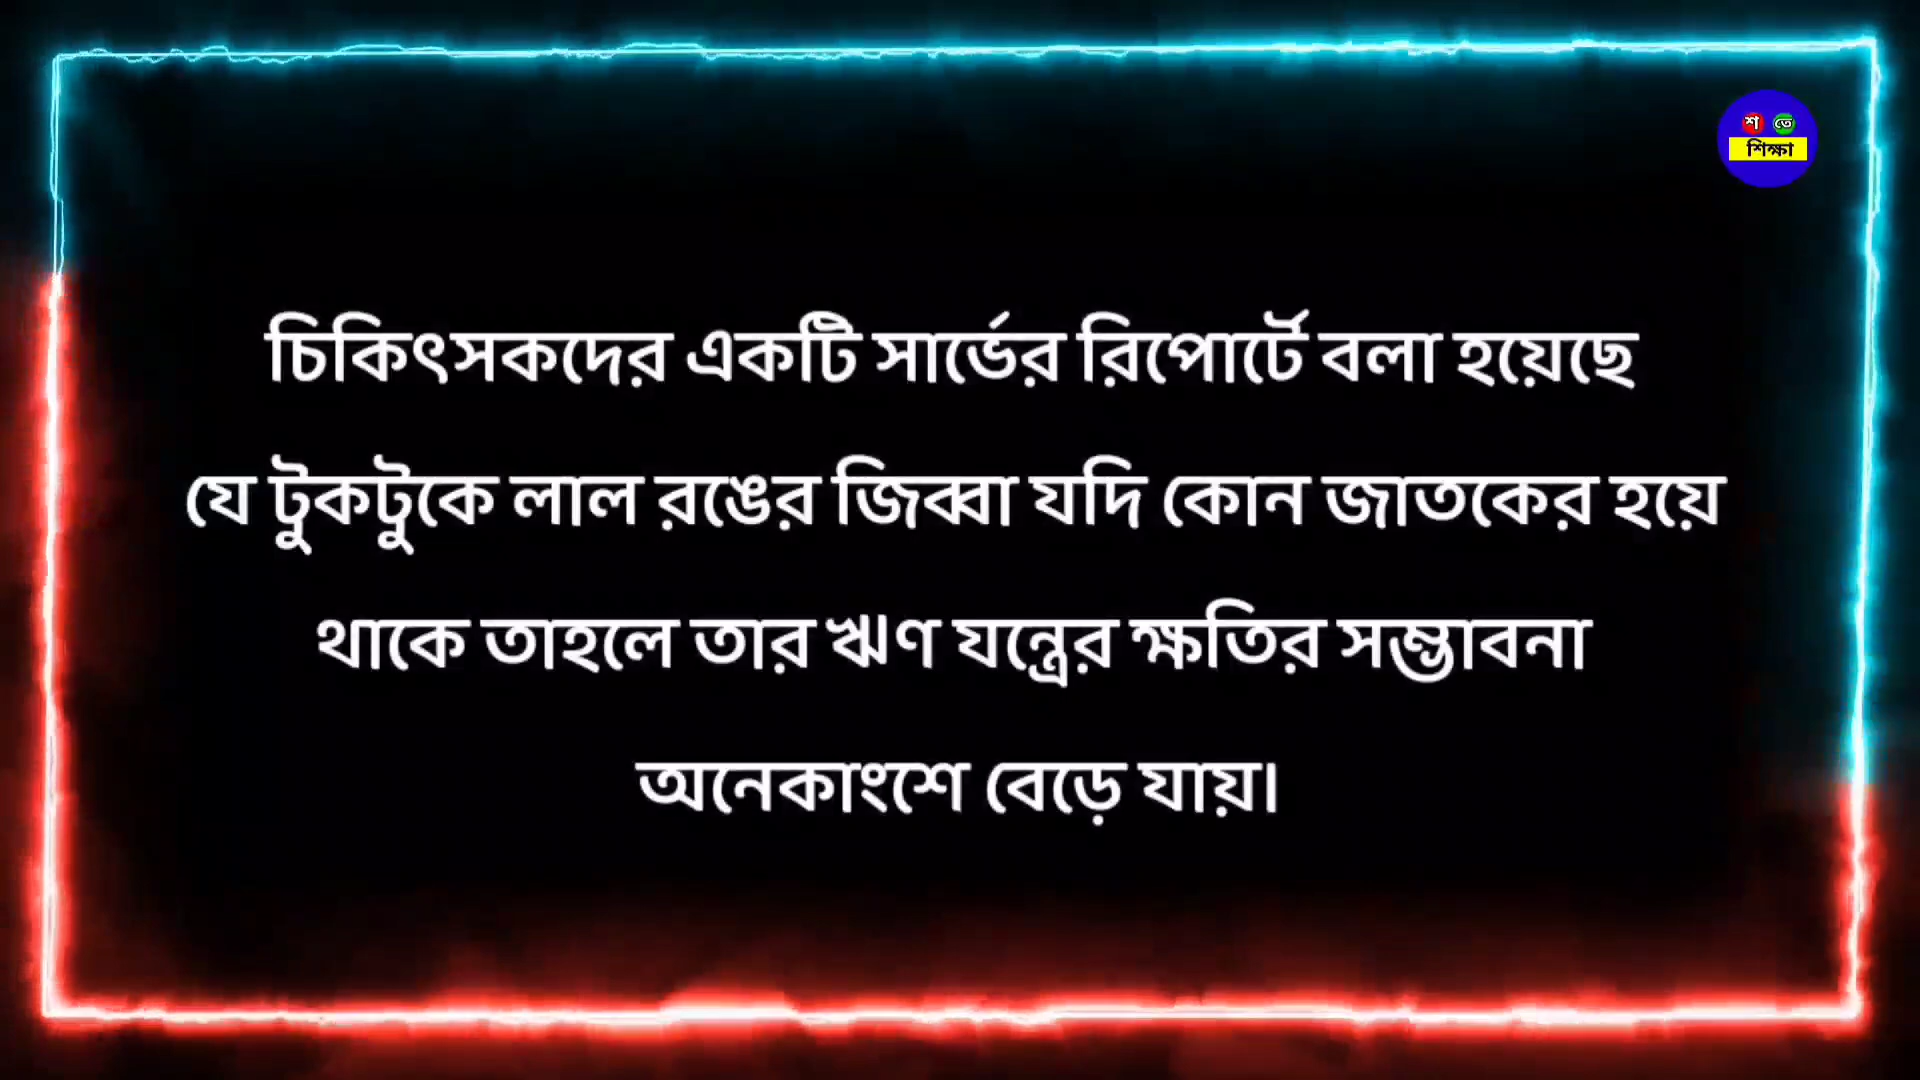 শ তে
শিক্ষা
চিকিৎসকদের একটি সার্ভের রিপোর্টে বলা হয়েছে
যে টুকটুকে লাল রঙের জিব্বা যদি কোন জাতকের হয়ে
থাকে তাহলে তার ঋণ যন্ত্রের ক্ষতির সম্ভাবনা
অনেকাংশে বেড়ে যায়।